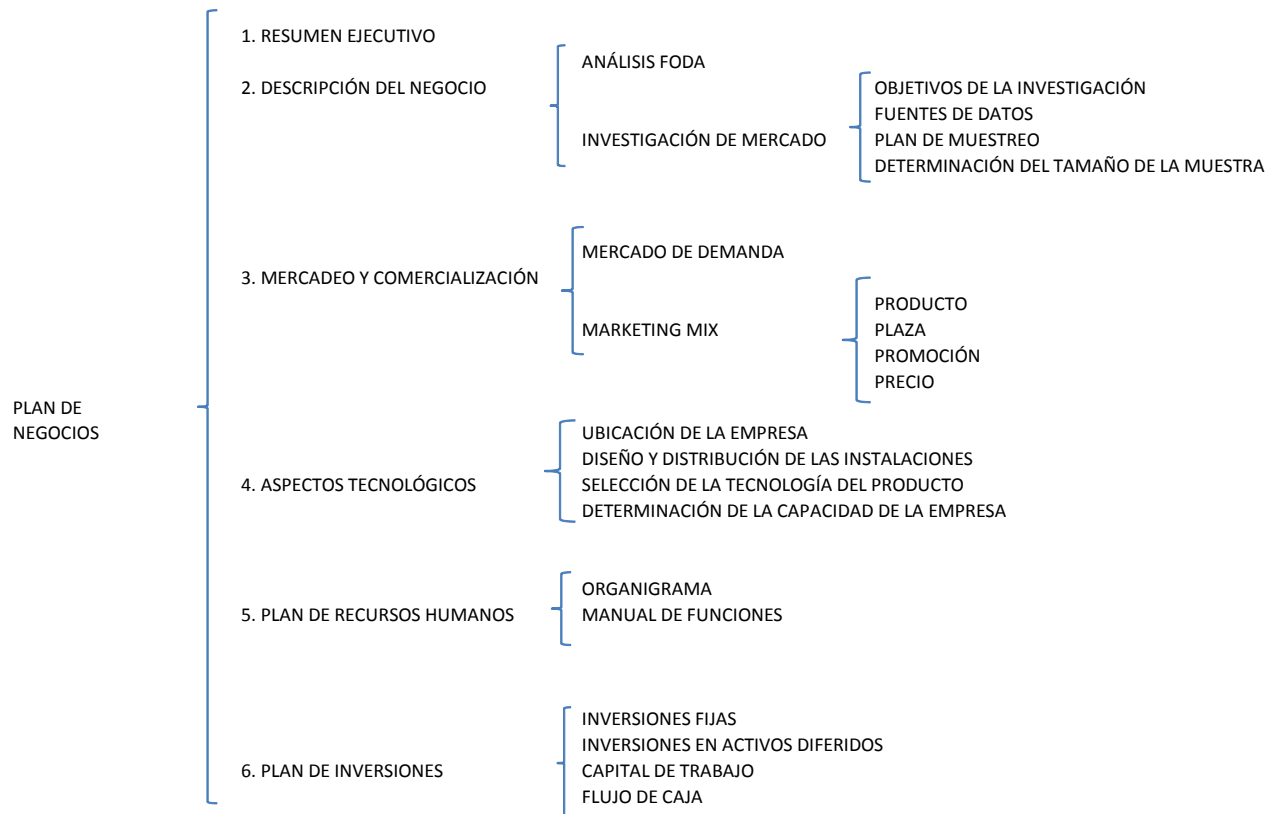 1. RESUMEN EJECUTIVO
ANÁLISIS FODA
2. DESCRIPCIÓN DEL NEGOCIO
OBJETIVOS DE LA INVESTIGACIÓN
FUENTES DE DATOS
INVESTIGACIÓN DE MERCADO
PLAN DE MUESTREO
DETERMINACIÓN DEL TAMAÑO DE LA MUESTRA
MERCADO DE DEMANDA
3. MERCADEO Y COMERCIALIZACIÓN
PRODUCTO
MARKETING MIX
PLAZA
PROMOCIÓN
PRECIO
PLAN DE
NEGOCIOS
UBICACIÓN DE LA EMPRESA
DISEÑO Y DISTRIBUCIÓN DE LAS INSTALACIONES
4. ASPECTOS TECNOLÓGICOS
SELECCIÓN DE LA TECNOLOGÍA DEL PRODUCTO
DETERMINACIÓN DE LA CAPACIDAD DE LA EMPRESA
ORGANIGRAMA
5. PLAN DE RECURSOS HUMANOS
MANUAL DE FUNCIONES
INVERSIONES FIJAS
INVERSIONES EN ACTIVOS DIFERIDOS
6. PLAN DE INVERSIONES
CAPITAL DE TRABAJO
FLUJO DE CAJA